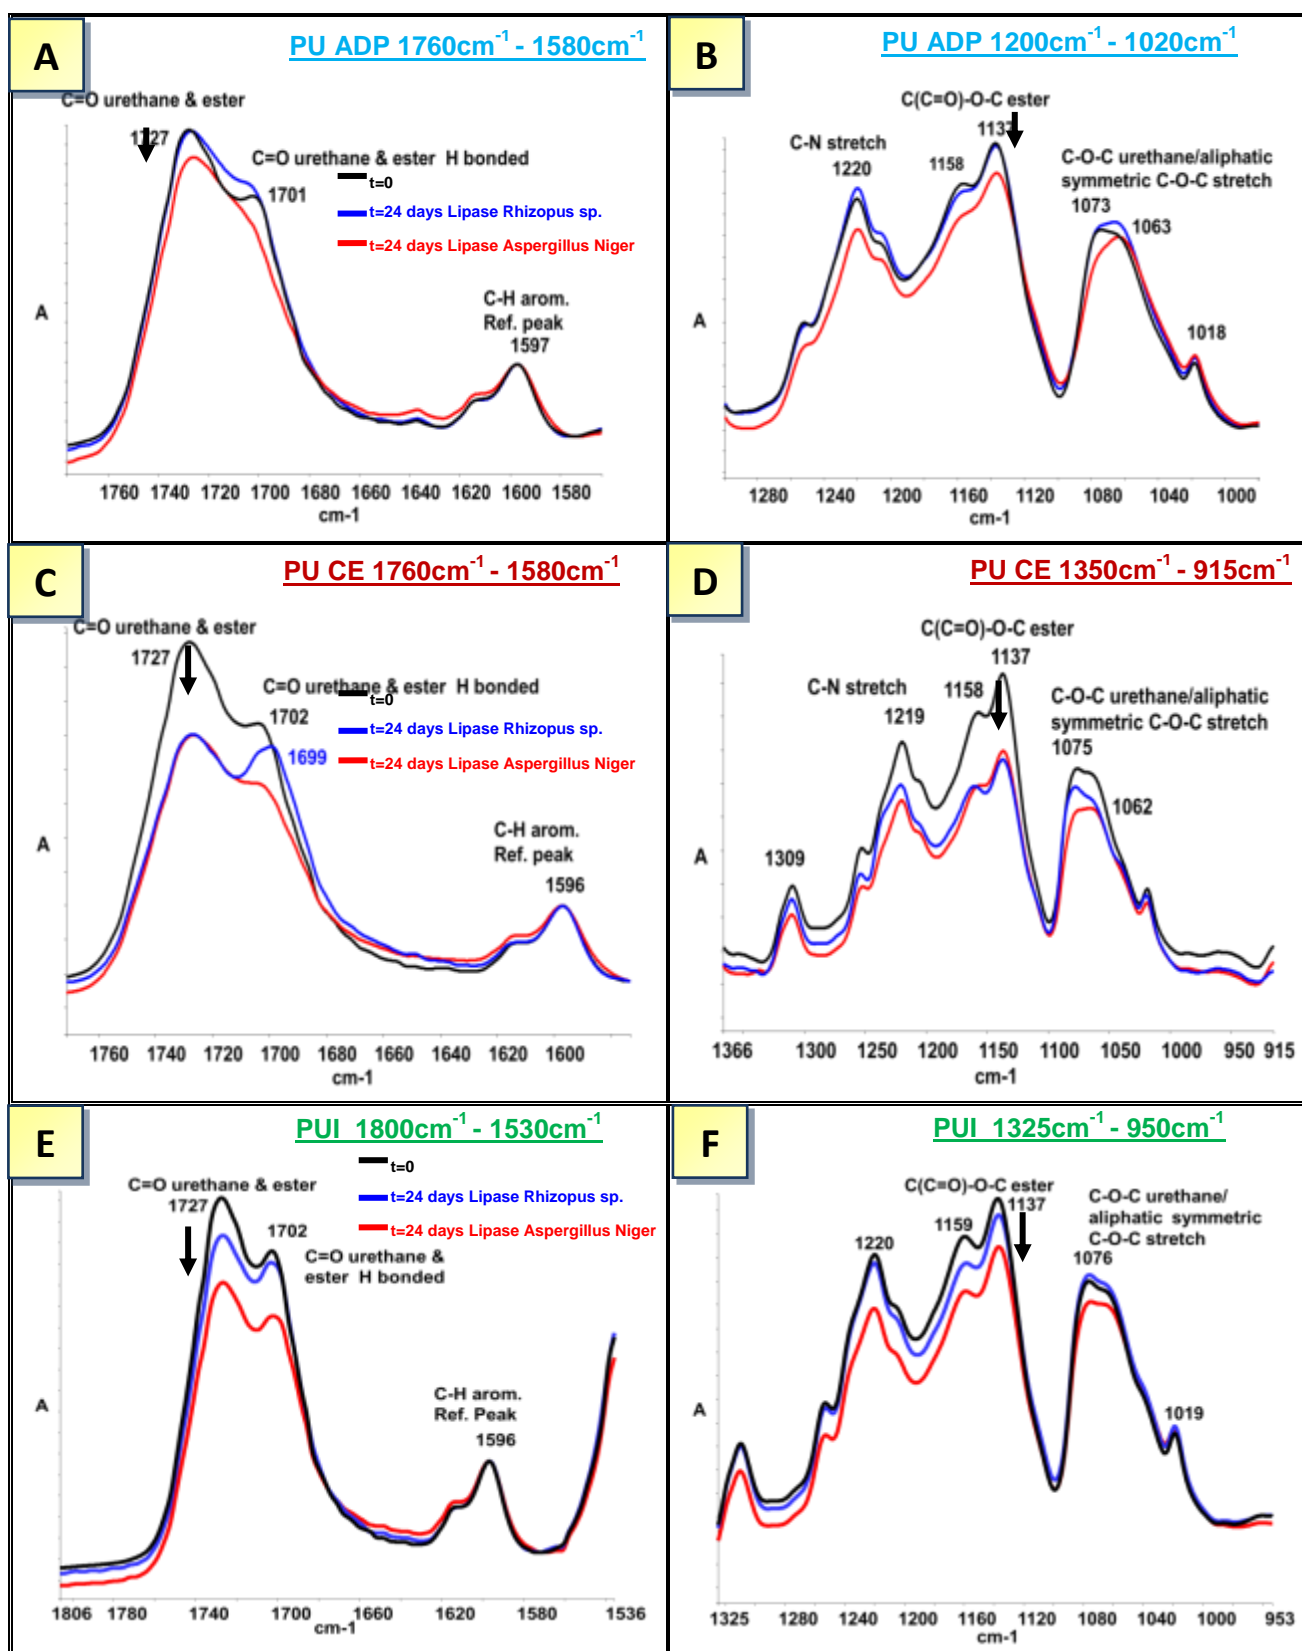 A
PU ADP 1760cm⁻¹ - 1580cm⁻¹
C=O urethane & ester
1727
C=O urethane & ester H bonded
1701
t=0
t=24 days Lipase Rhizopus sp.
t=24 days Lipase Aspergillus Niger
C-H arom.
Ref. peak
1597
A
1760 1740 1720 1700 1680 1660 1640 1620 1600 1580
cm-1
B
PU ADP 1200cm⁻¹ - 1020cm⁻¹
C(C=O)-O-C ester
1137
C-N stretch
1220
1158
C-O-C urethane/aliphatic
symmetric C-O-C stretch
1073
1063
1018
A
1280 1240 1200 1160 1120 1080 1040 1000
cm-1
C
PU CE 1760cm⁻¹ - 1580cm⁻¹
C=O urethane & ester
1727
C=O urethane & ester H bonded
t=0
1702
t=24 days Lipase Rhizopus sp.
1699
t=24 days Lipase Aspergillus Niger
C-H arom.
Ref. peak
1596
A
1760 1740 1720 1700 1680 1660 1640 1620 1600
cm-1
D
PU CE 1350cm⁻¹ - 915cm⁻¹
C(C=O)-O-C ester
1137
C-N stretch
1219
1158
C-O-C urethane/aliphatic
symmetric C-O-C stretch
1075
1062
1309
A
1366 1300 1250 1200 1150 1100 1050 1000 950 915
cm-1
E
PUI 1800cm⁻¹ - 1530cm⁻¹
t=0
C=O urethane & ester
1727
t=24 days Lipase Rhizopus sp.
t=24 days Lipase Aspergillus Niger
1702
C=O urethane &
ester H bonded
C-H arom.
Ref. Peak
1596
A
1806 1780 1740 1700 1660 1620 1580 1536
cm-1
F
PUI 1325cm⁻¹ - 950cm⁻¹
C(C=O)-O-C ester
1137
1159
1220
C-O-C urethane/
aliphatic symmetric
C-O-C stretch
1076
1019
A
1325 1280 1240 1200 1160 1120 1080 1040 1000 953
cm-1